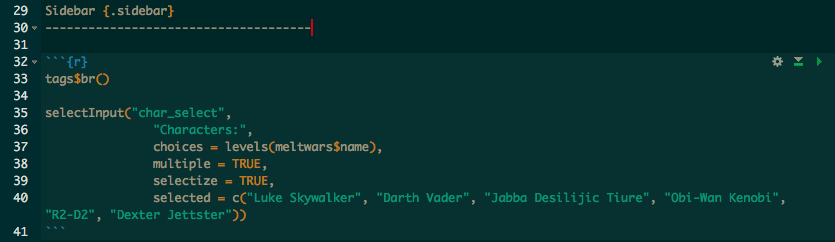 29 Sidebar {.sidebar}
30 -------------------------------------
31
32 ```{r}
33 tags$br()
34
35 selectInput("char_select",
36 "Characters:",
37 choices = levels(meltwars$name),
38 multiple = TRUE,
39 selectize = TRUE,
40 selected = c("Luke Skywalker", "Darth Vader", "Jabba Desilijic Tiure", "Obi-Wan Kenobi",
"R2-D2", "Dexter Jettster"))
41 ```